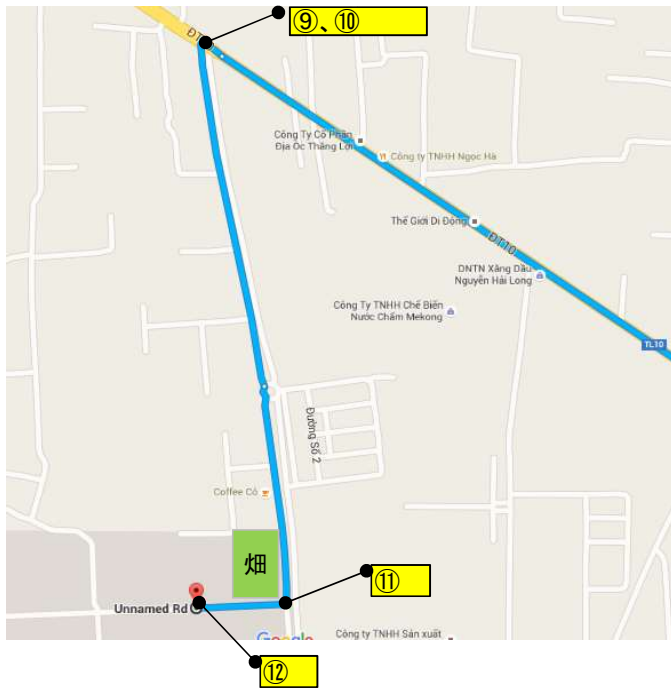 ⑨、⑩
ĐT
Công Ty Cổ Phần
Địa Ốc Thắng Lợi
Công ty TNHH Ngọc Hà
Thế Giới Di Động
ĐT10
DNTN Xăng Dầu
Nguyễn Hải Long
Công Ty TNHH Chế Biến
Nước Chấm Mekong
TL10
Đường Số 2
Coffee Cỏ
畑
⑪
Unnamed Rd
Google
Công ty TNHH Sản xuất
⑫